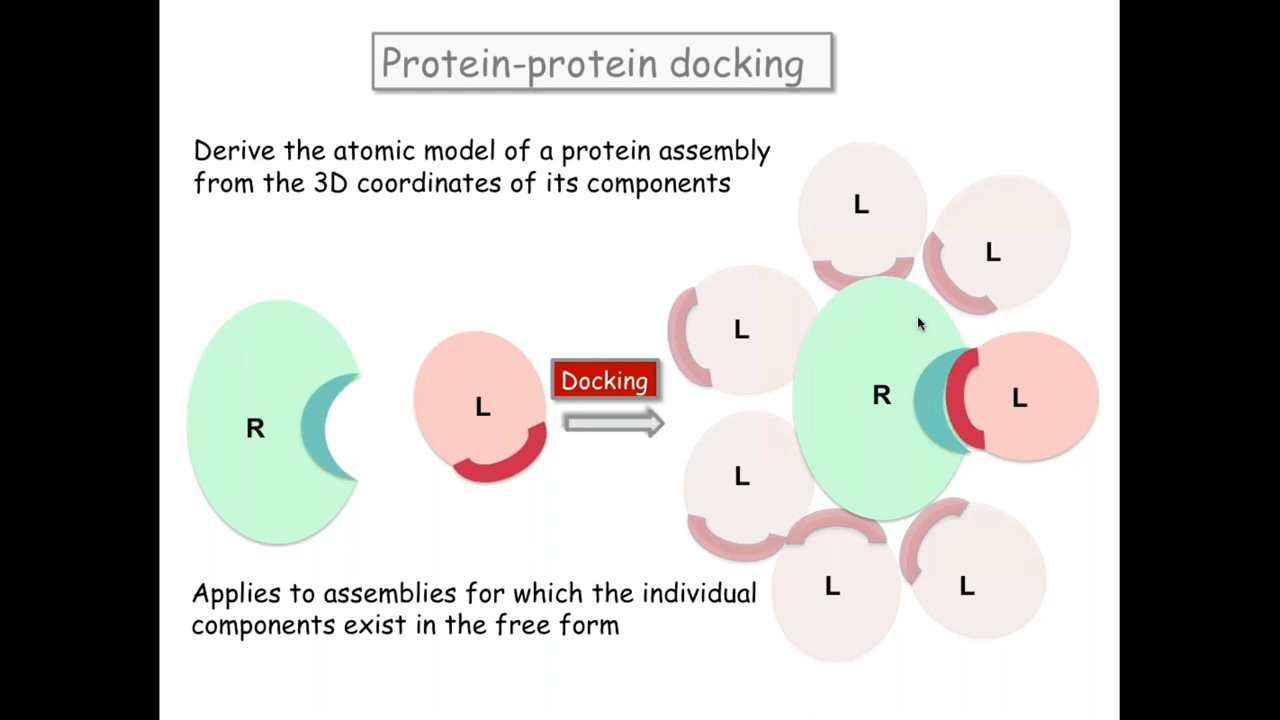 Protein-protein docking
Derive the atomic model of a protein assembly
from the 3D coordinates of its components
L
L
L
R
L
Docking
R
L
L
L
L
Applies to assemblies for which the individual
components exist in the free form